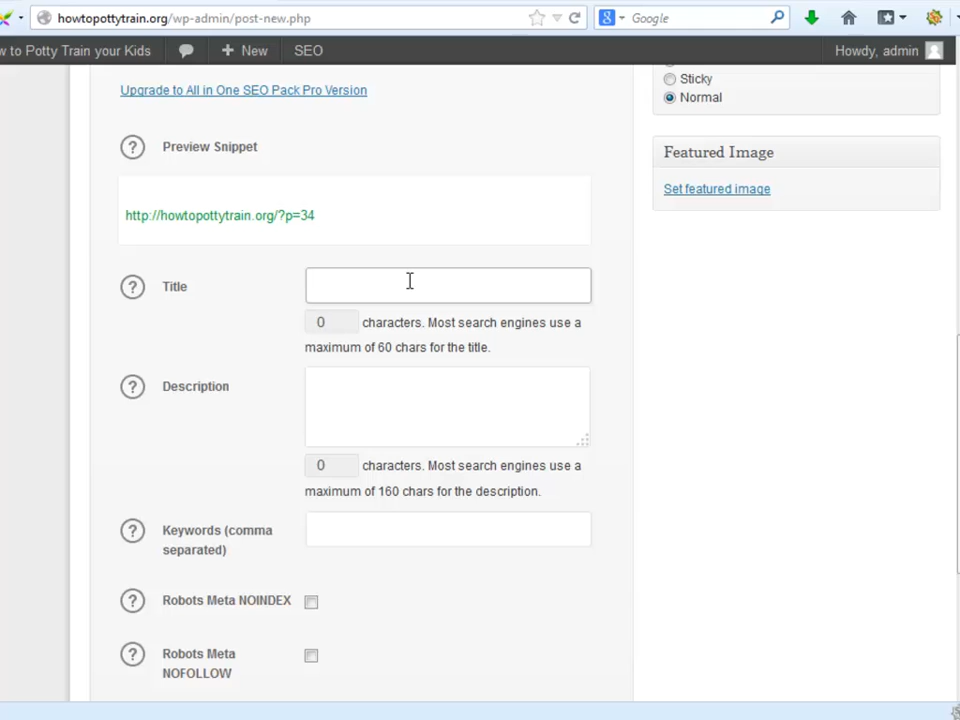 howtopottytrain.org/wp-admin/post-new.php
8 Google
w to Potty Train your Kids + New SEO Howdy, admin
Upgrade to All in One SEO Pack Pro Version
Sticky
Normal
? Preview Snippet
Featured Image
Set featured image
http://howtopottytrain.org/?p=34
? Title
0 characters. Most search engines use a
maximum of 60 chars for the title.
? Description
0 characters. Most search engines use a
maximum of 160 chars for the description.
? Keywords (comma
separated)
? Robots Meta NOINDEX
? Robots Meta
NOFOLLOW